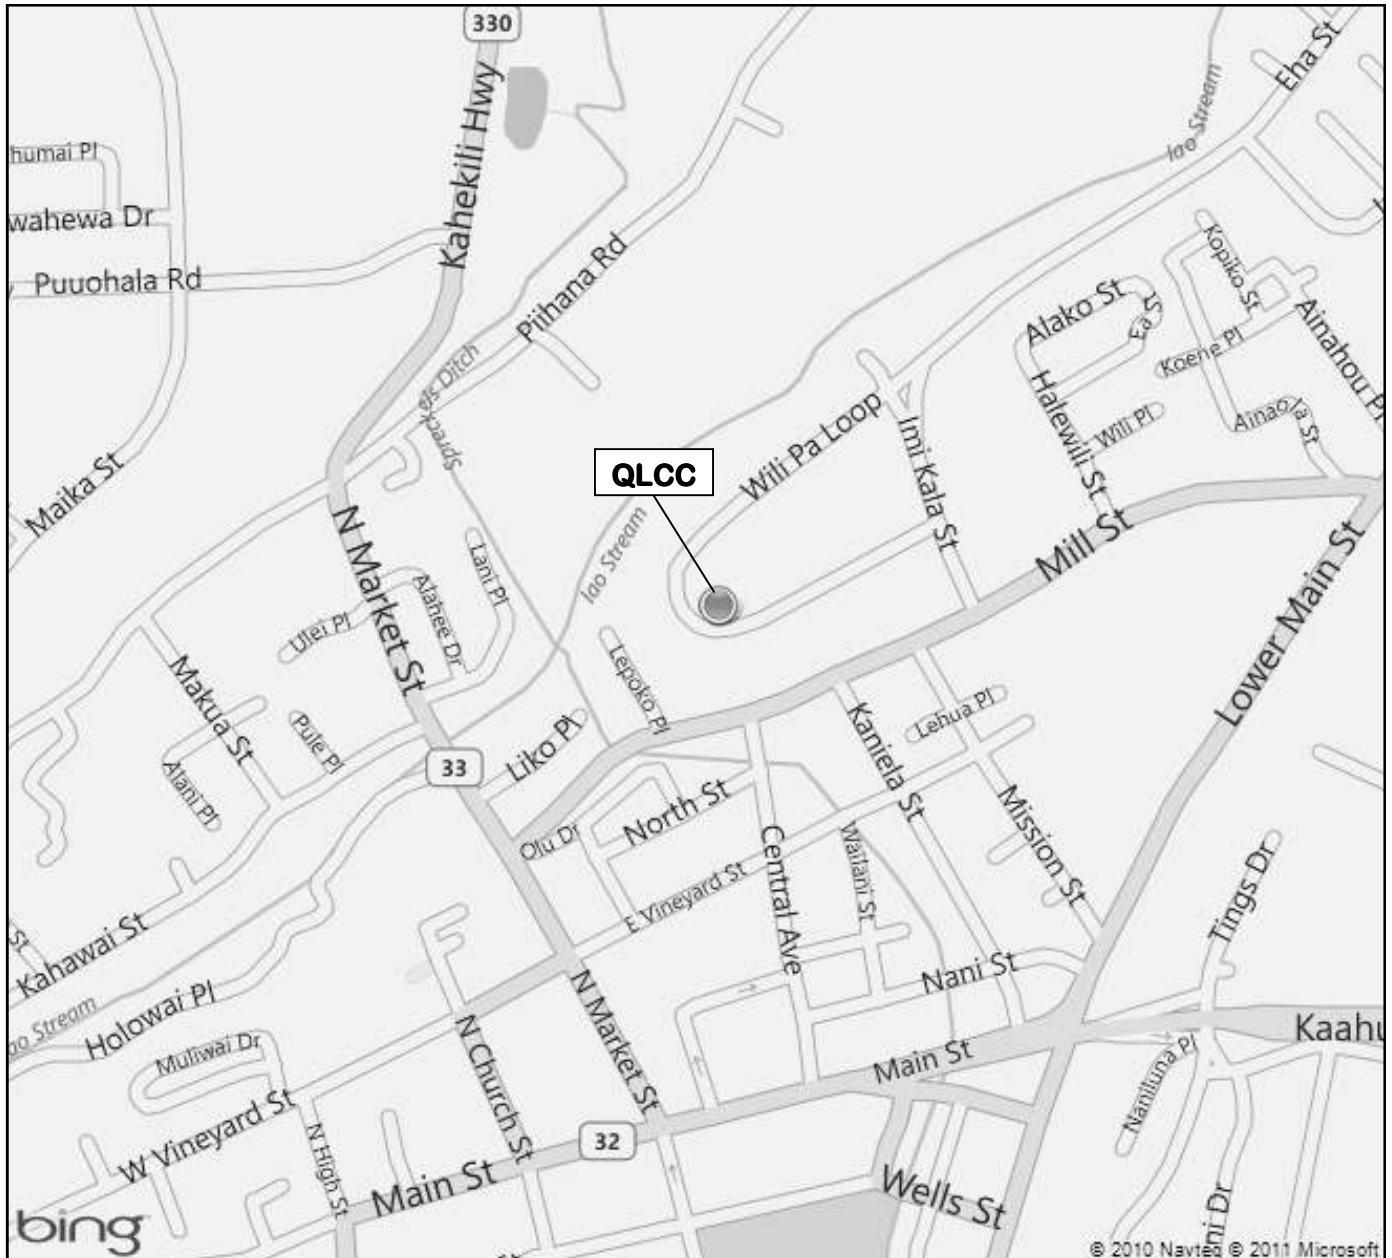 330
Kahekili Hwy
Iao Stream
Eha St
humai Pl
wahewa Dr
Puuohala Rd
Piihana Rd
Kopiko St
Alako St
Ea St
Koene Pl
Ainahou Pl
Spreckels Ditch
Halewili St
Wili Pl
Ainaola St
Wili Pa Loop
Imi Kala St
Maika St
QLCC
N Market St
Iao Stream
Lani Pl
Mill St
Alahee Dr
Ulei Pl
Lower Main St
Makua St
Lepoko Pl
Lehua Pl
Kaniela St
Pule Pl
Liko Pl
33
Alani Pl
North St
Mission St
Olu Dr
Central Ave
Wailani St
Tings Dr
E Vineyard St
St
Kahawai St
Nani St
N Market St
Holowai Pl
ao Stream
Muliwai Dr
N Church St
Main St
Kaahu
Naniluna Pl
W Vineyard St
N High St
32
Main St
Wells St
ni Dr
bing
© 2010 Navteq © 2011 Microsoft